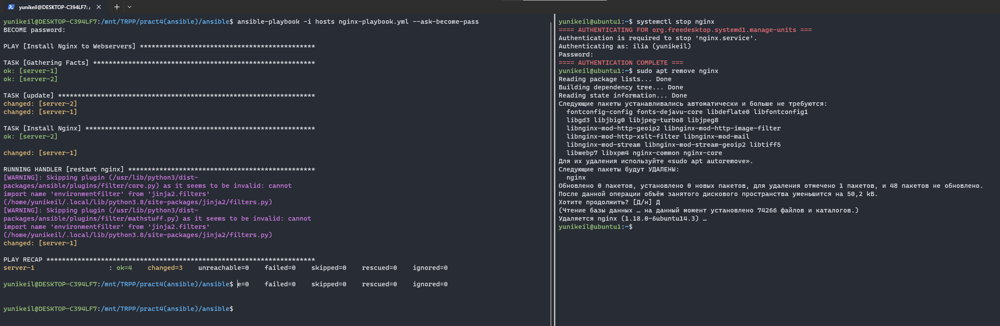 yunikeil@DESKTOP-C394LF7: /
yunikeil@DESKTOP-C394LF7:/mnt/TRPP/pract4(ansible)/ansible$ ansible-playbook -i hosts nginx-playbook.yml --ask-become-pass
BECOME password:
PLAY [Install Nginx to Webservers] *********************************************
TASK [Gathering Facts] *********************************************************
ok: [server-1]
ok: [server-2]
TASK [update] ******************************************************************
changed: [server-2]
changed: [server-1]
TASK [Install Nginx] ***********************************************************
ok: [server-2]
changed: [server-1]
RUNNING HANDLER [restart nginx] ************************************************
[WARNING]: Skipping plugin (/usr/lib/python3/dist-
packages/ansible/plugins/filter/core.py) as it seems to be invalid: cannot
import name 'environmentfilter' from 'jinja2.filters'
(/home/yunikeil/.local/lib/python3.8/site-packages/jinja2/filters.py)
[WARNING]: Skipping plugin (/usr/lib/python3/dist-
packages/ansible/plugins/filter/mathstuff.py) as it seems to be invalid: cannot
import name 'environmentfilter' from 'jinja2.filters'
(/home/yunikeil/.local/lib/python3.8/site-packages/jinja2/filters.py)
changed: [server-1]
PLAY RECAP *********************************************************************
server-1                   : ok=4    changed=3    unreachable=0    failed=0    skipped=0    rescued=0    ignored=0
yunikeil@DESKTOP-C394LF7:/mnt/TRPP/pract4(ansible)/ansible$ e=0    failed=0    skipped=0    rescued=0    ignored=0
yunikeil@DESKTOP-C394LF7:/mnt/TRPP/pract4(ansible)/ansible$
yunikeil@ubuntu1:~$ systemctl stop nginx
==== AUTHENTICATING FOR org.freedesktop.systemd1.manage-units ===
Authentication is required to stop 'nginx.service'.
Authenticating as: ilia (yunikeil)
Password:
==== AUTHENTICATION COMPLETE ===
yunikeil@ubuntu1:~$ sudo apt remove nginx
Reading package lists... Done
Building dependency tree... Done
Reading state information... Done
Следующие пакеты устанавливались автоматически и больше не требуются:
fontconfig-config fonts-dejavu-core libdeflate0 libfontconfig1
libgd3 libjbig0 libjpeg-turbo8 libjpeg8
libnginx-mod-http-geoip2 libnginx-mod-http-image-filter
libnginx-mod-http-xslt-filter libnginx-mod-mail
libnginx-mod-stream libnginx-mod-stream-geoip2 libtiff5
libwebp7 libxpm4 nginx-common nginx-core
Для их удаления используйте «sudo apt autoremove».
Следующие пакеты будут УДАЛЕНЫ:
nginx
Обновлено 0 пакетов, установлено 0 новых пакетов, для удаления отмечено 1 пакетов, и 48 пакетов не обновлено.
После данной операции объём занятого дискового пространства уменьшится на 50,2 kB.
Хотите продолжить? [Д/н] Д
(Чтение базы данных … на данный момент установлено 74266 файлов и каталогов.)
Удаляется nginx (1.18.0-6ubuntu14.3) …
yunikeil@ubuntu1:~$